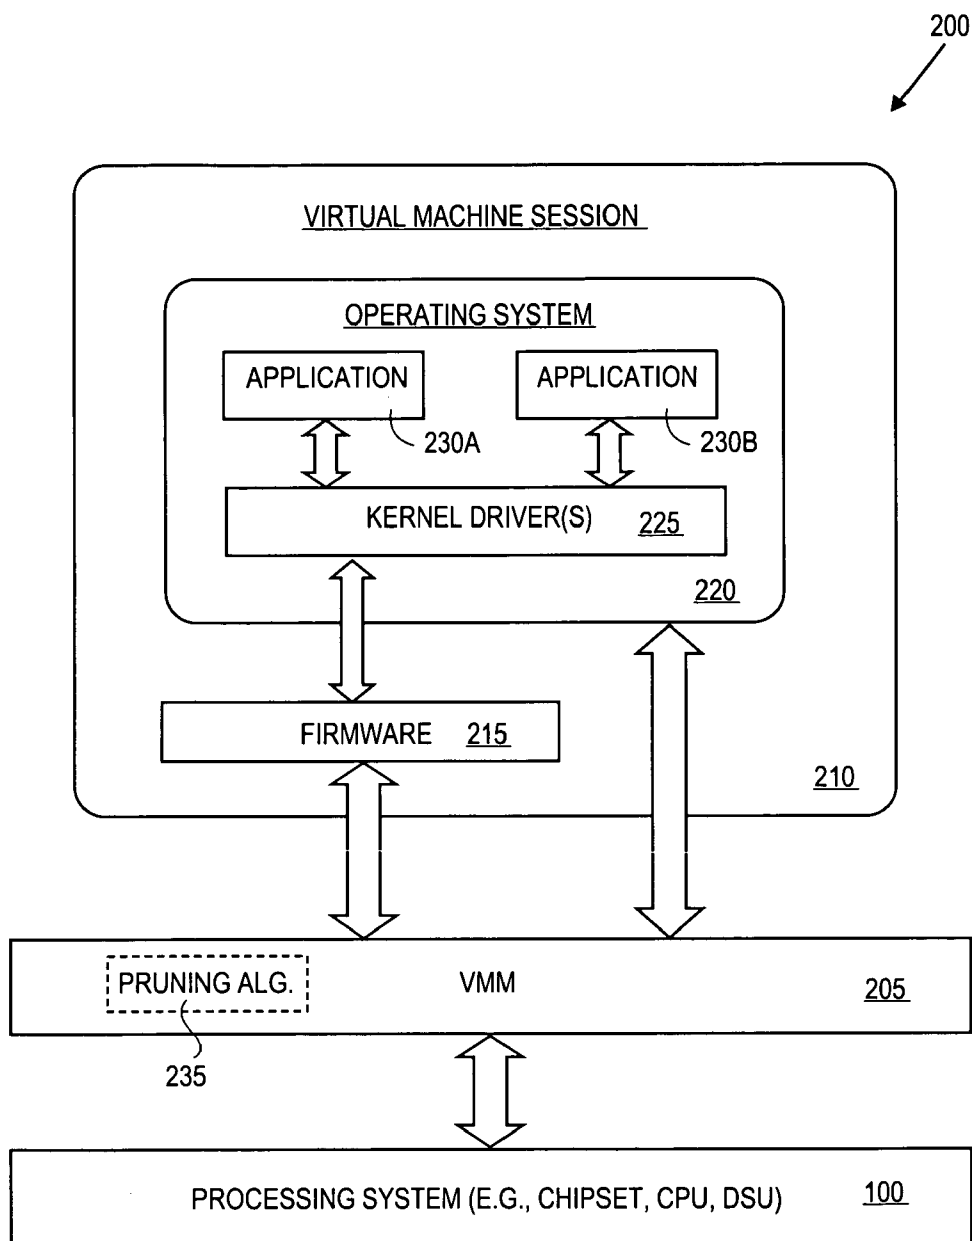 200
VIRTUAL MACHINE SESSION
OPERATING SYSTEM
APPLICATION
APPLICATION
230A
230B
KERNEL DRIVER(S) 225
220
FIRMWARE 215
210
PRUNING ALG.
VMM
205
235
PROCESSING SYSTEM (E.G., CHIPSET, CPU, DSU) 100